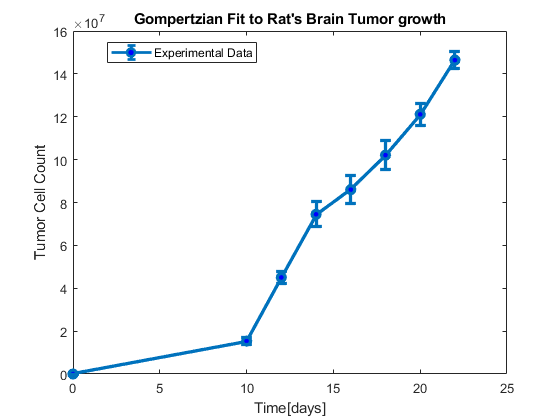 Gompertzian Fit to Rat's Brain Tumor growth
×10⁷
Experimental Data
16
14
12
10
8
6
4
2
0
Tumor Cell Count
0 5 10 15 20 25
Time[days]